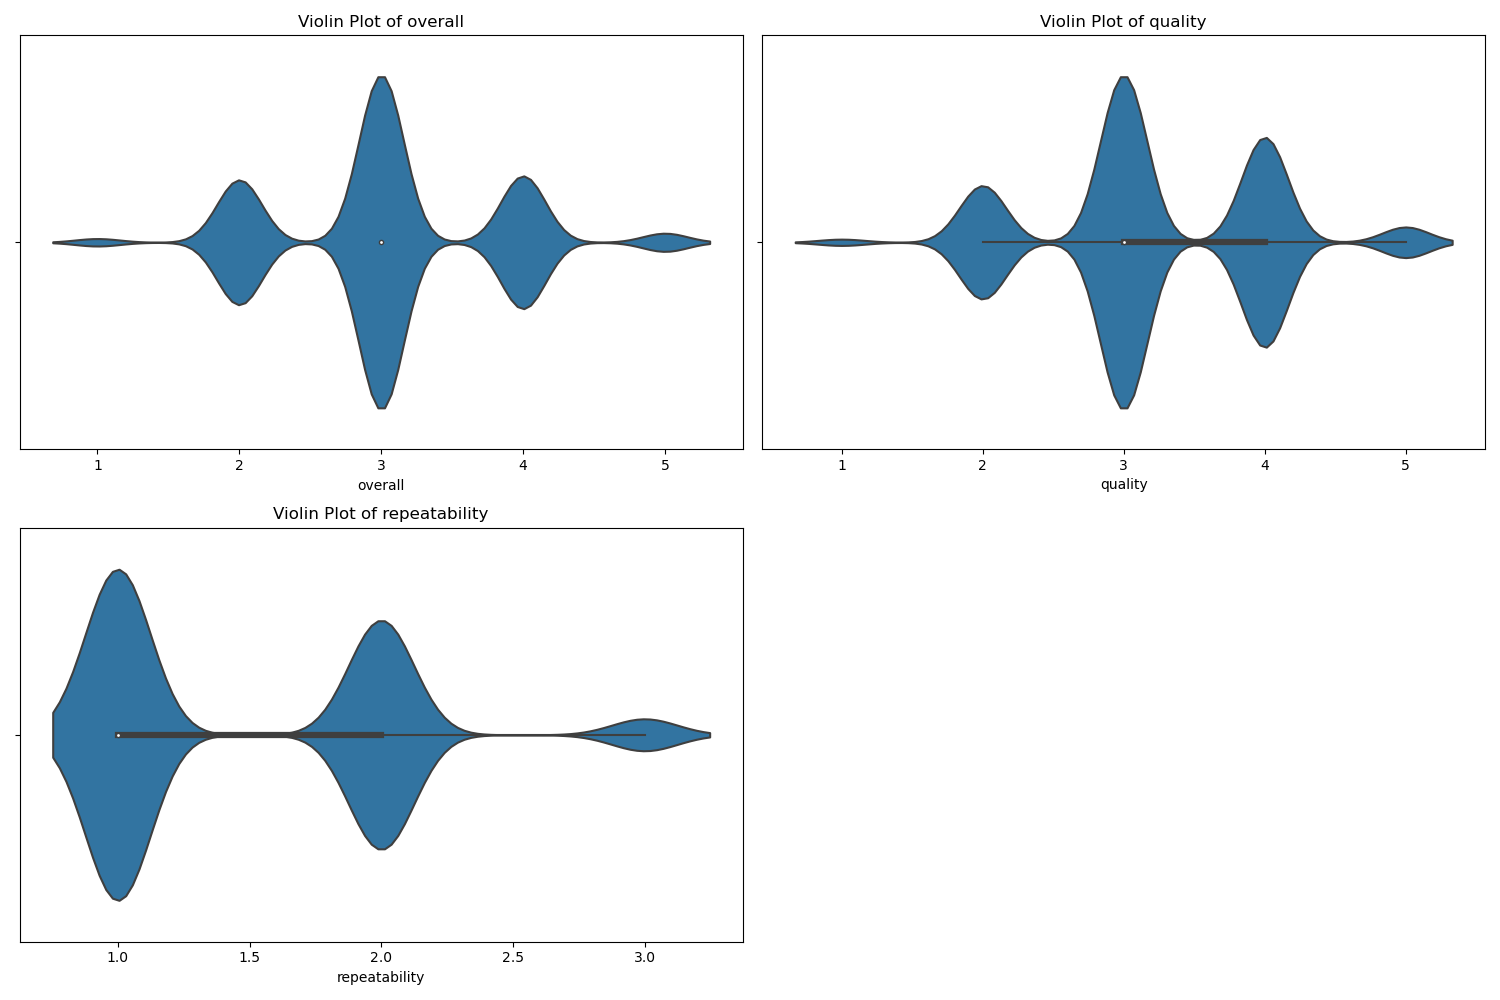 Violin Plot of overall
1 2 3 4 5
overall
Violin Plot of quality
1 2 3 4 5
quality
Violin Plot of repeatability
1.0 1.5 2.0 2.5 3.0
repeatability